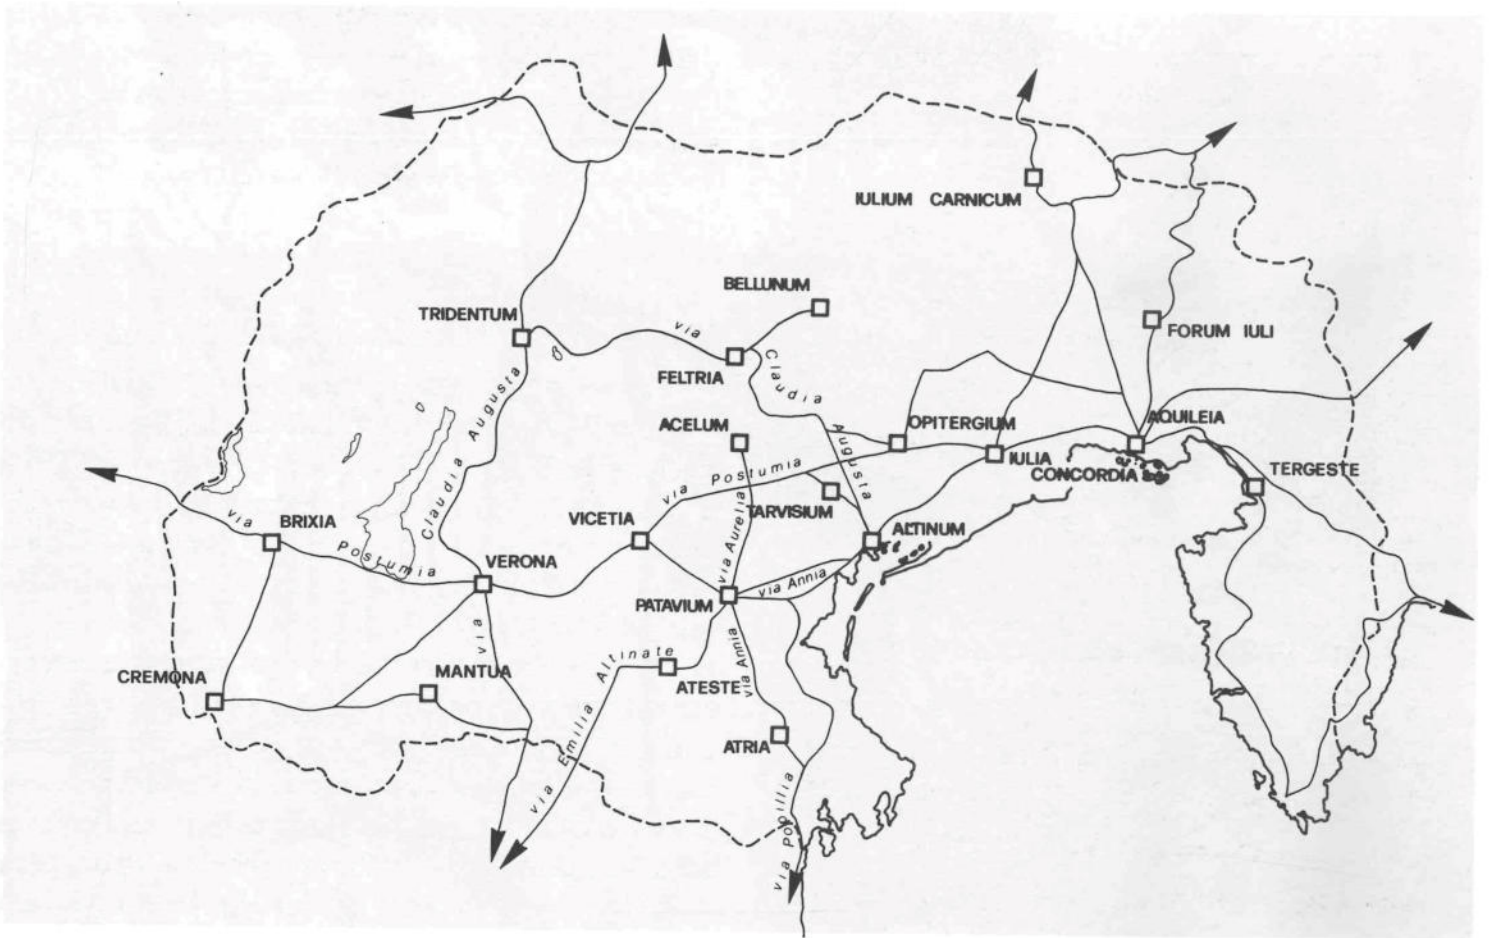 IULIUM CARNICUM
BELLUNUM
TRIDENTUM
via
FORUM IULI
FELTRIA
Claudia
Augusta
ACELUM
OPITERGIUM
AQUILEIA
IULIA
CONCORDIA
TERGESTE
via Postumia
TARVISIUM
via Aurelia
Claudia Augusta
via
BRIXIA
Postumia
VICETIA
ALTINUM
VERONA
PATAVIUM
via Annia
via
MANTUA
CREMONA
via Emilia Altinate
ATESTE
via Annia
ATRIA
via Popillia